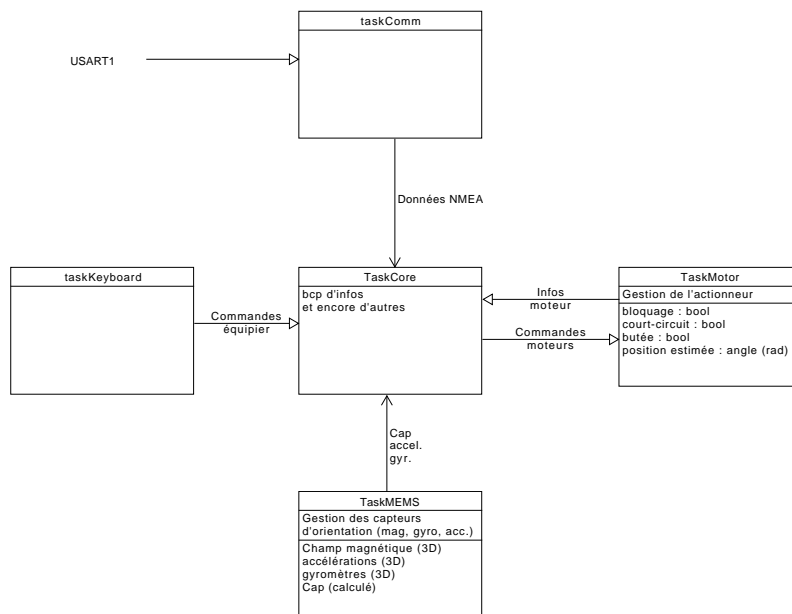 taskComm
USART1
Données NMEA
taskKeyboard
TaskCore
bcp d'infos
et encore d'autres
TaskMotor
Gestion de l'actionneur
bloquage : bool
court-circuit : bool
butée : bool
position estimée : angle (rad)
Infos
moteur
Commandes
moteurs
Commandes
équipier
Cap
accel.
gyr.
TaskMEMS
Gestion des capteurs
d'orientation (mag, gyro, acc.)
Champ magnétique (3D)
accélérations (3D)
gyromètres (3D)
Cap (calculé)